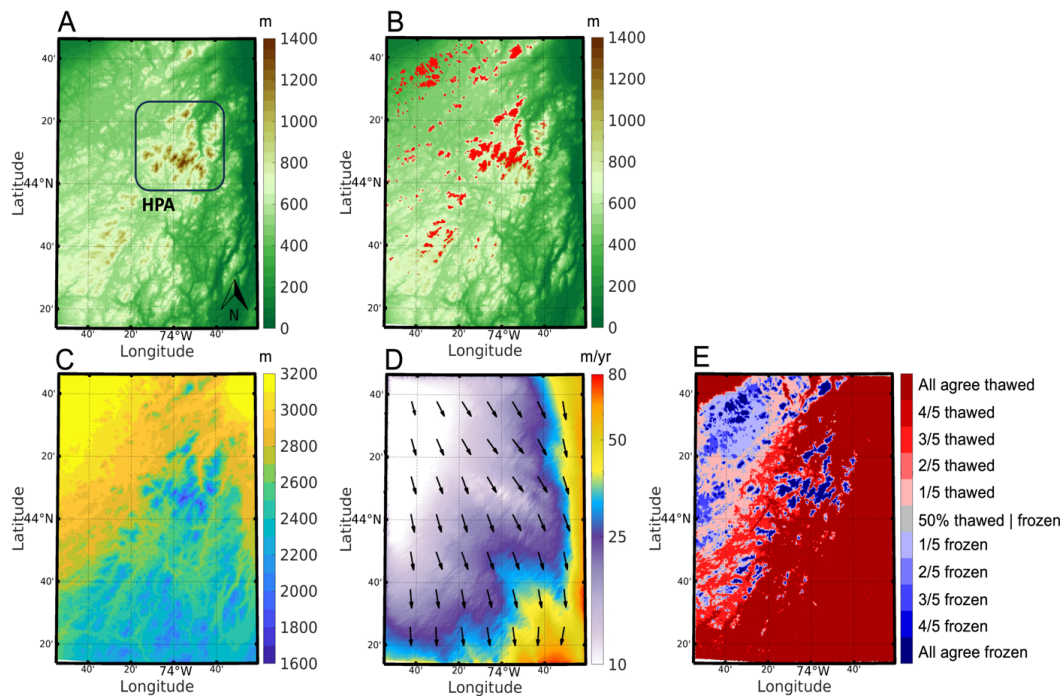 A
m
1400
1200
1000
800
600
400
200
0
40'
20'
44°N
40'
20'
Latitude
HPA
N
40' 20' 74°W 40'
Longitude
B
m
1400
1200
1000
800
600
400
200
0
40'
20'
44°N
40'
20'
Latitude
40' 20' 74°W 40'
Longitude
C
m
3200
3000
2800
2600
2400
2200
2000
1800
1600
40'
20'
44°N
40'
20'
Latitude
40' 20' 74°W 40'
Longitude
D
m/yr
80
50
25
10
40'
20'
44°N
40'
20'
Latitude
40' 20' 74°W 40'
Longitude
E
All agree thawed
4/5 thawed
3/5 thawed
2/5 thawed
1/5 thawed
50% thawed | frozen
1/5 frozen
2/5 frozen
3/5 frozen
4/5 frozen
All agree frozen
40'
20'
44°N
40'
20'
Latitude
40' 20' 74°W 40'
Longitude